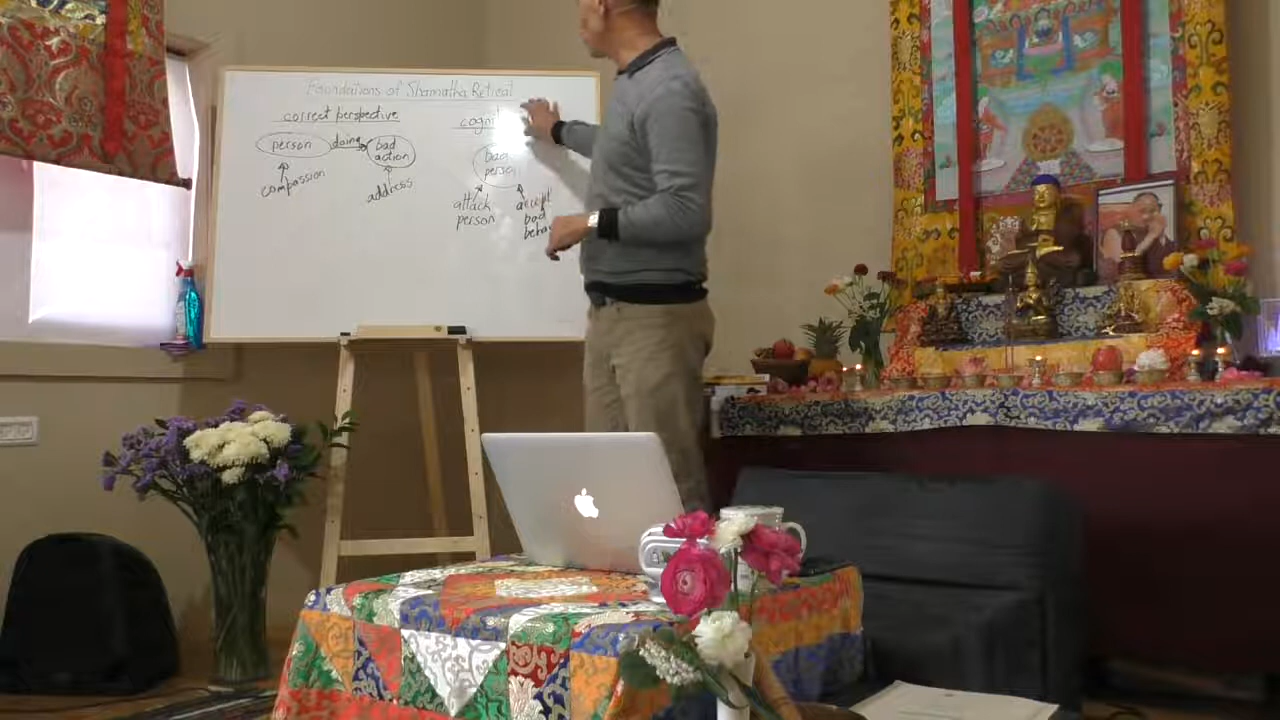 Foundations of Shamatha Retreat
correct perspective
person
doing
bad
action
compassion
address
bad
person
attack
person
accept
bad